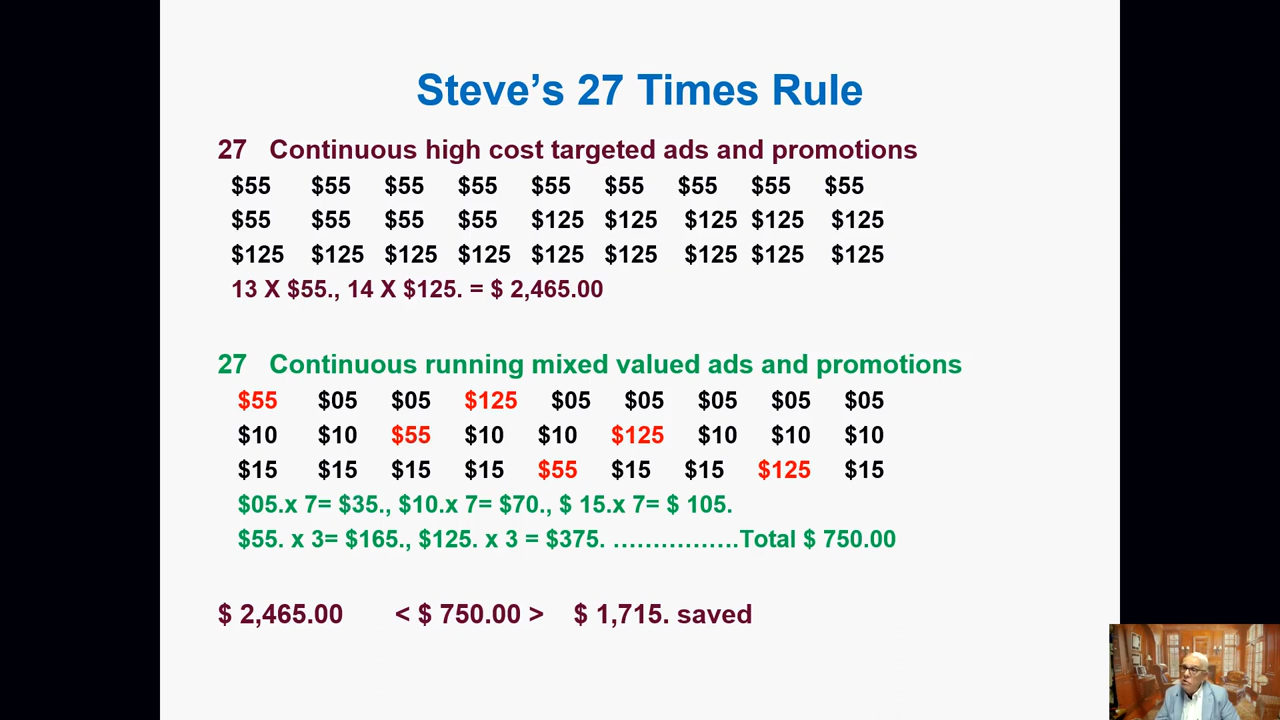 Steve’s 27 Times Rule
27 Continuous high cost targeted ads and promotions
$55 $55 $55 $55 $55 $55 $55 $55 $55
$55 $55 $55 $55 $125 $125 $125 $125 $125
$125 $125 $125 $125 $125 $125 $125 $125 $125
13 X $55., 14 X $125. = $ 2,465.00
27 Continuous running mixed valued ads and promotions
$55 $05 $05 $125 $05 $05 $05 $05 $05
$10 $10 $55 $10 $10 $125 $10 $10 $10
$15 $15 $15 $15 $55 $15 $15 $125 $15
$05.x 7= $35., $10.x 7= $70., $ 15.x 7= $ 105.
$55. x 3= $165., $125. x 3 = $375. ................Total $ 750.00
$ 2,465.00 < $ 750.00 > $ 1,715. saved